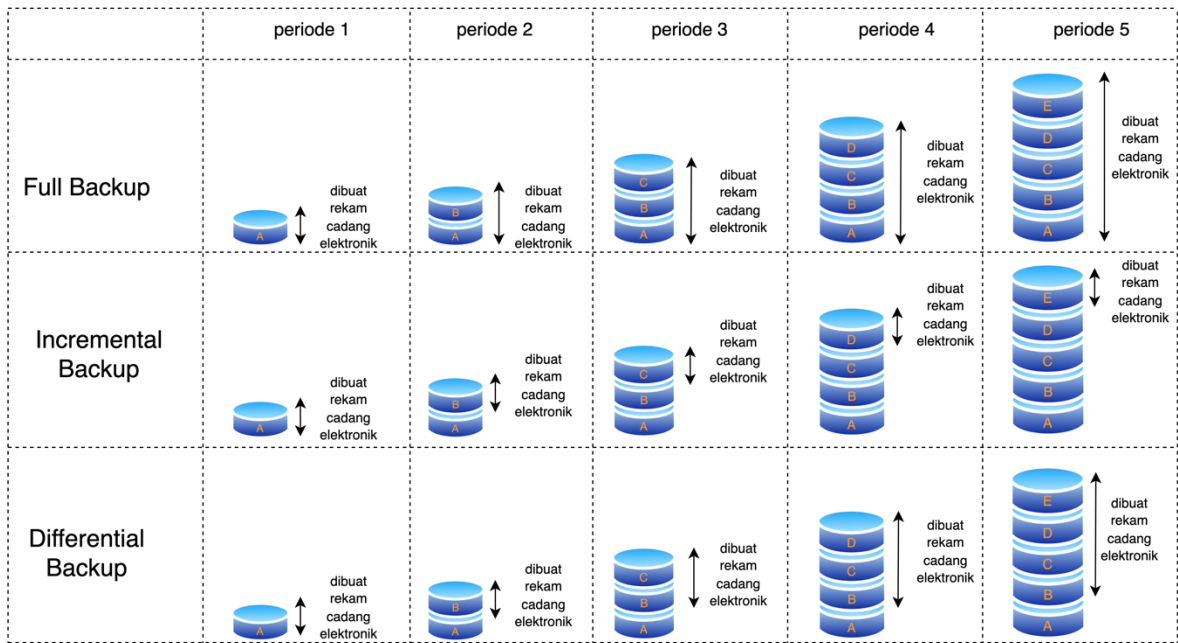 periode 1
periode 2
periode 3
periode 4
periode 5
Full Backup
A
dibuat
rekam
cadang
elektronik
B
A
dibuat
rekam
cadang
elektronik
C
B
A
dibuat
rekam
cadang
elektronik
D
C
B
A
dibuat
rekam
cadang
elektronik
E
D
C
B
A
dibuat
rekam
cadang
elektronik
Incremental
Backup
A
dibuat
rekam
cadang
elektronik
B
A
dibuat
rekam
cadang
elektronik
C
B
A
dibuat
rekam
cadang
elektronik
D
C
B
A
dibuat
rekam
cadang
elektronik
E
D
C
B
A
dibuat
rekam
cadang
elektronik
Differential
Backup
A
dibuat
rekam
cadang
elektronik
B
A
dibuat
rekam
cadang
elektronik
C
B
A
dibuat
rekam
cadang
elektronik
D
C
B
A
dibuat
rekam
cadang
elektronik
E
D
C
B
A
dibuat
rekam
cadang
elektronik